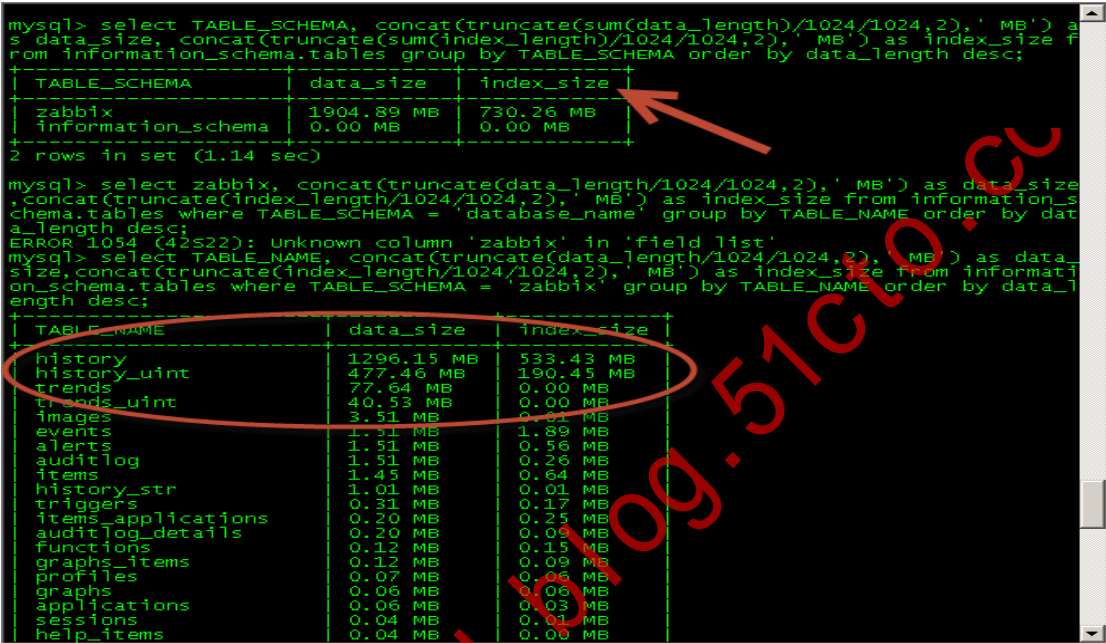 mysql> select TABLE_SCHEMA, concat(truncate(sum(data_length)/1024/1024,2),' MB') a
s data_size, concat(truncate(sum(index_length)/1024/1024,2),' MB') as index_size f
rom information_schema.tables group by TABLE_SCHEMA order by data_length desc;
+--------------------+------------+------------+
| TABLE_SCHEMA | data_size | index_size |
+--------------------+------------+------------+
| zabbix | 1904.89 MB | 730.26 MB |
| information_schema | 0.00 MB | 0.00 MB |
+--------------------+------------+------------+
2 rows in set (1.14 sec)
mysql> select zabbix, concat(truncate(data_length/1024/1024,2),' MB') as data_size
,concat(truncate(index_length/1024/1024,2),' MB') as index_size from information_s
chema.tables where TABLE_SCHEMA = 'database_name' group by TABLE_NAME order by dat
a_length desc;
ERROR 1054 (42S22): Unknown column 'zabbix' in 'field list'
mysql> select TABLE_NAME, concat(truncate(data_length/1024/1024,2),' MB') as data_
size,concat(truncate(index_length/1024/1024,2),' MB') as index_size from informati
on_schema.tables where TABLE_SCHEMA = 'zabbix' group by TABLE_NAME order by data_l
ength desc;
+-----------------------+------------+------------+
| TABLE_NAME | data_size | index_size |
+-----------------------+------------+------------+
| history | 1296.15 MB | 533.43 MB |
| history_uint | 477.46 MB | 190.45 MB |
| trends | 77.64 MB | 0.00 MB |
| trends_uint | 40.53 MB | 0.00 MB |
| images | 3.51 MB | 0.01 MB |
| events | 1.51 MB | 1.89 MB |
| alerts | 1.51 MB | 0.56 MB |
| auditlog | 1.51 MB | 0.26 MB |
| items | 1.45 MB | 0.64 MB |
| history_str | 1.01 MB | 0.01 MB |
| triggers | 0.31 MB | 0.17 MB |
| items_applications | 0.20 MB | 0.25 MB |
| auditlog_details | 0.20 MB | 0.09 MB |
| functions | 0.12 MB | 0.15 MB |
| graphs_items | 0.12 MB | 0.09 MB |
| profiles | 0.07 MB | 0.06 MB |
| graphs | 0.06 MB | 0.06 MB |
| applications | 0.06 MB | 0.03 MB |
| sessions | 0.04 MB | 0.01 MB |
| help_items | 0.04 MB | 0.00 MB |
blog.51cto.co